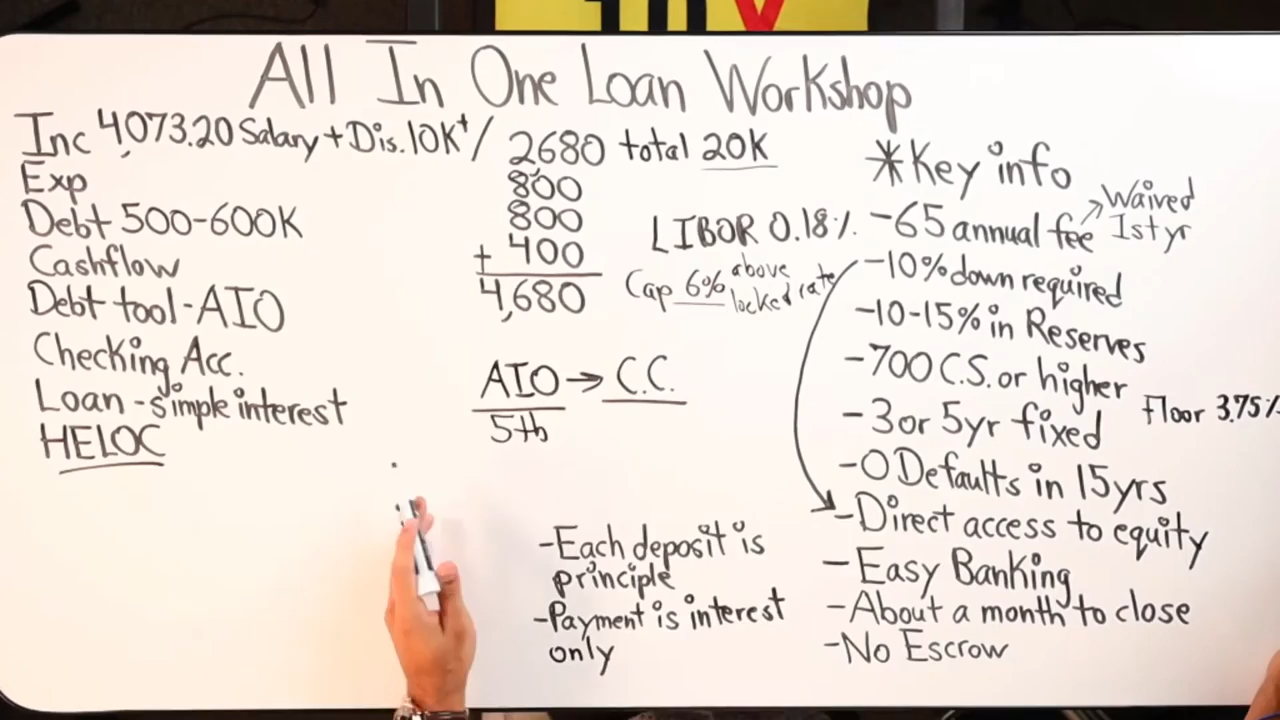 All In One Loan Workshop
Inc 4,073.20 Salary + Dis. 10K+ / 2680 total 20K
Exp
Debt 500-600K
Cashflow
Debt tool - AIO
Checking Acc.
Loan - simple interest
HELOC
800
800
+ 400
4,680
LIBOR 0.18%
Cap 6% above locked rate
AIO → C.C.
5th
- Each deposit is
principle
- Payment is interest
only
* Key info
- 65 annual fee → Waived
1st yr
- 10% down required
- 10-15% in Reserves
- 700 C.S. or higher
- 3 or 5yr fixed
Floor 3.75%
- 0 Defaults in 15yrs
- Direct access to equity
- Easy Banking
- About a month to close
- No Escrow